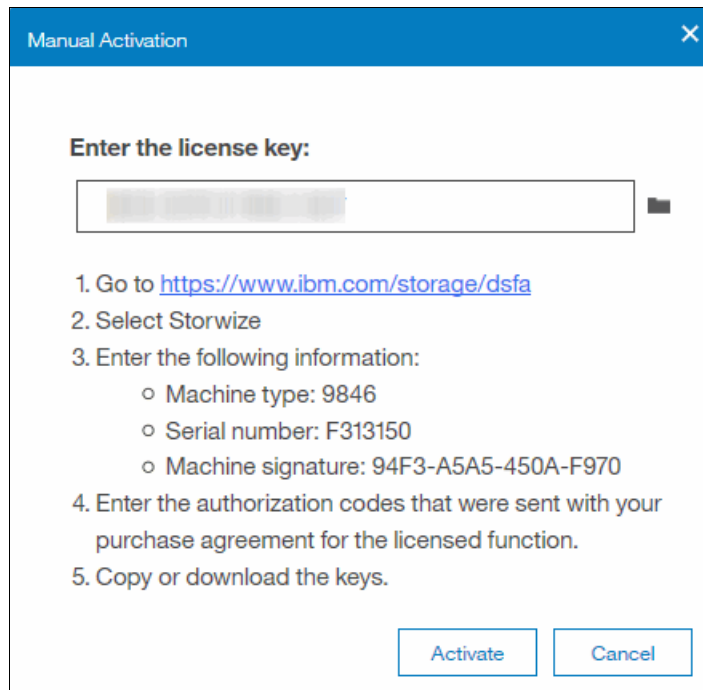 Manual Activation
Enter the license key:
1. Go to https://www.ibm.com/storage/dsfa
2. Select Storwize
3. Enter the following information:
Machine type: 9846
Serial number: F313150
Machine signature: 94F3-A5A5-450A-F970
4. Enter the authorization codes that were sent with your
purchase agreement for the licensed function.
5. Copy or download the keys.
Activate Cancel